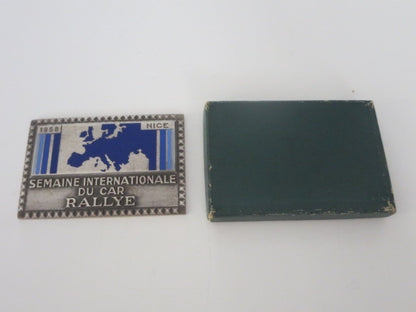 1958 NICE
SEMAINE INTERNATIONALE
DU CAR
RALLYE